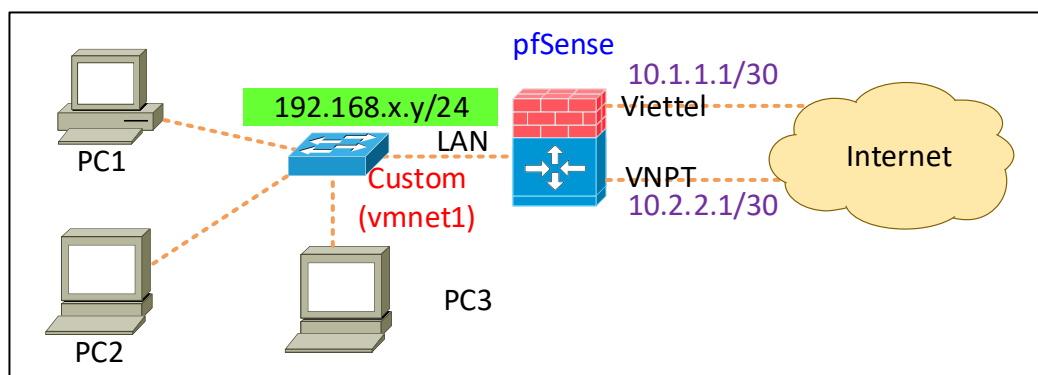 pfSense
10.1.1.1/30
192.168.x.y/24
Viettel
LAN
PC1
Internet
Custom
(vmnet1)
VNPT
10.2.2.1/30
PC3
PC2